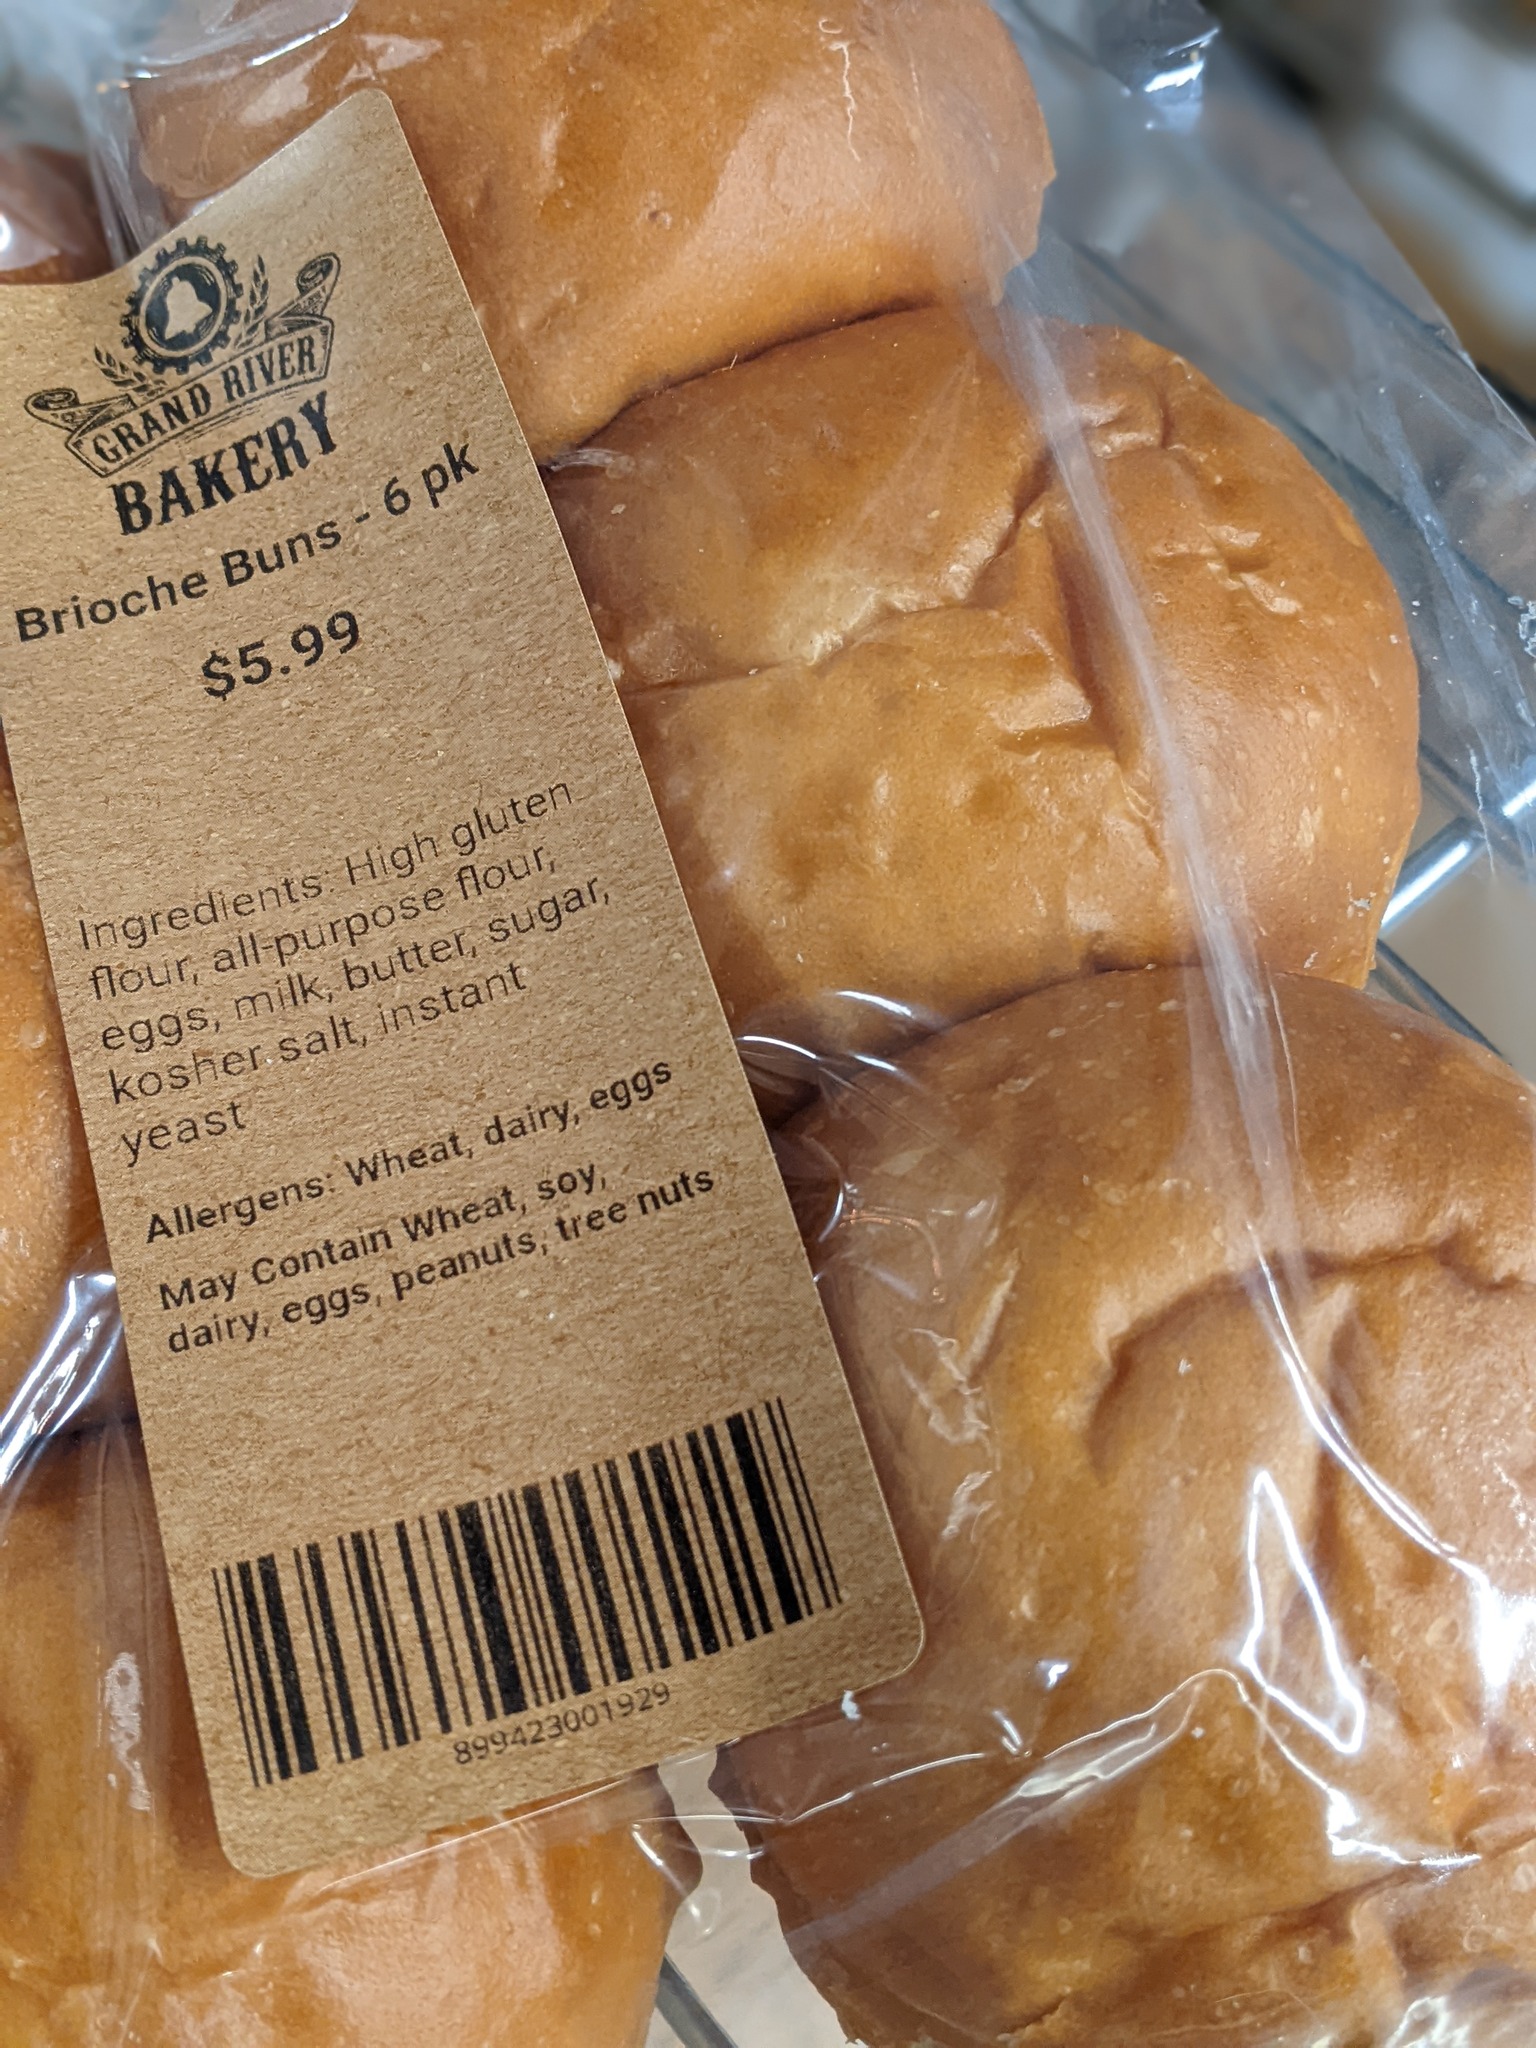 GRAND RIVER
BAKERY
Brioche Buns - 6 pk
$5.99
Ingredients: High gluten
flour, all-purpose flour,
eggs, milk, butter, sugar,
kosher salt, instant
yeast
Allergens: Wheat, dairy, eggs
May Contain Wheat, soy,
dairy, eggs, peanuts, tree nuts
899423001929